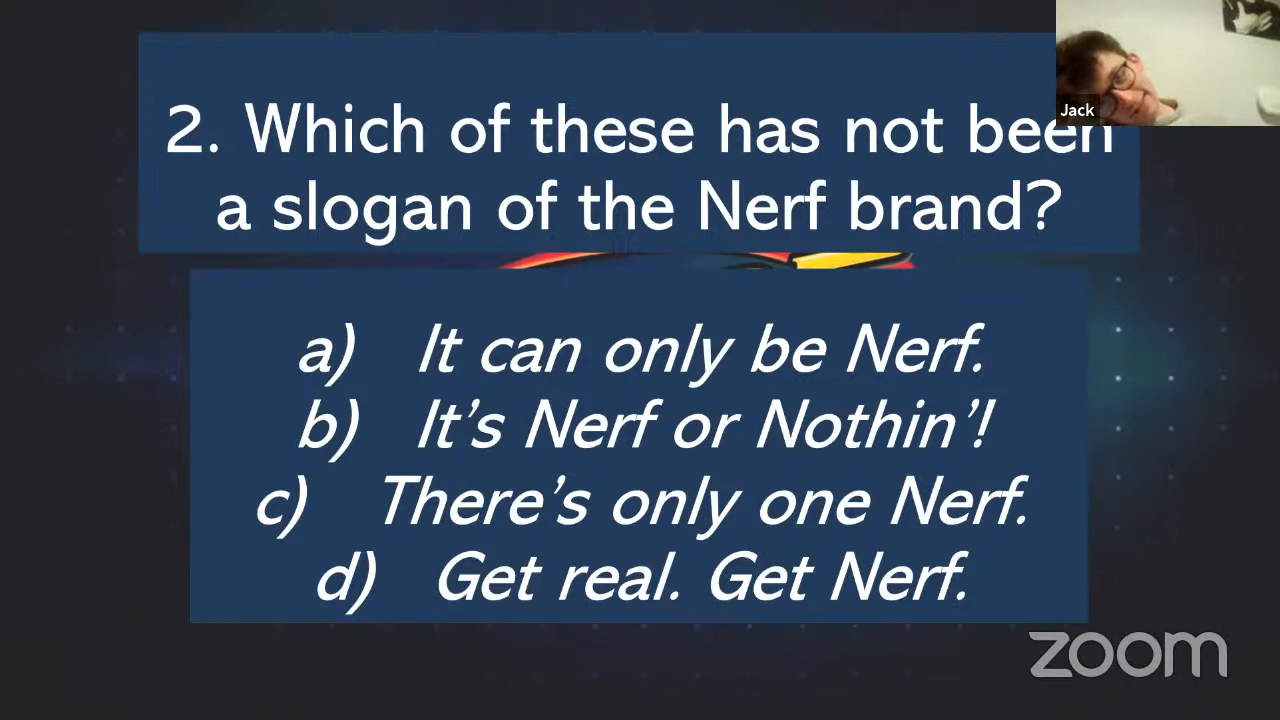 2. Which of these has not been
a slogan of the Nerf brand?
a) It can only be Nerf.
b) It’s Nerf or Nothin’!
c) There’s only one Nerf.
d) Get real. Get Nerf.
Jack
zoom